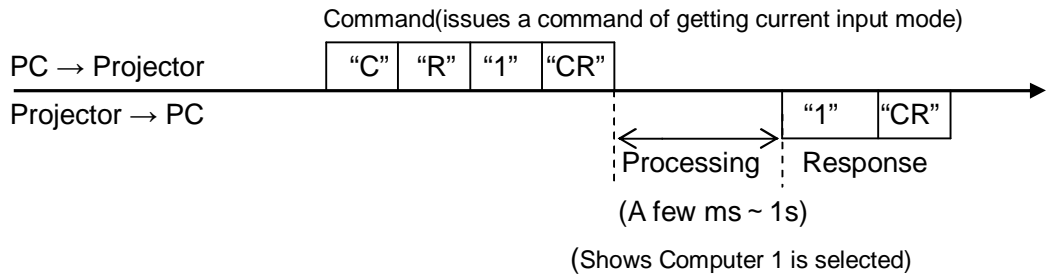 Command(issues a command of getting current input mode)
PC → Projector
“C” “R” “1” “CR”
Projector → PC
“1” “CR”
Processing Response
(A few ms ~ 1s)
(Shows Computer 1 is selected)